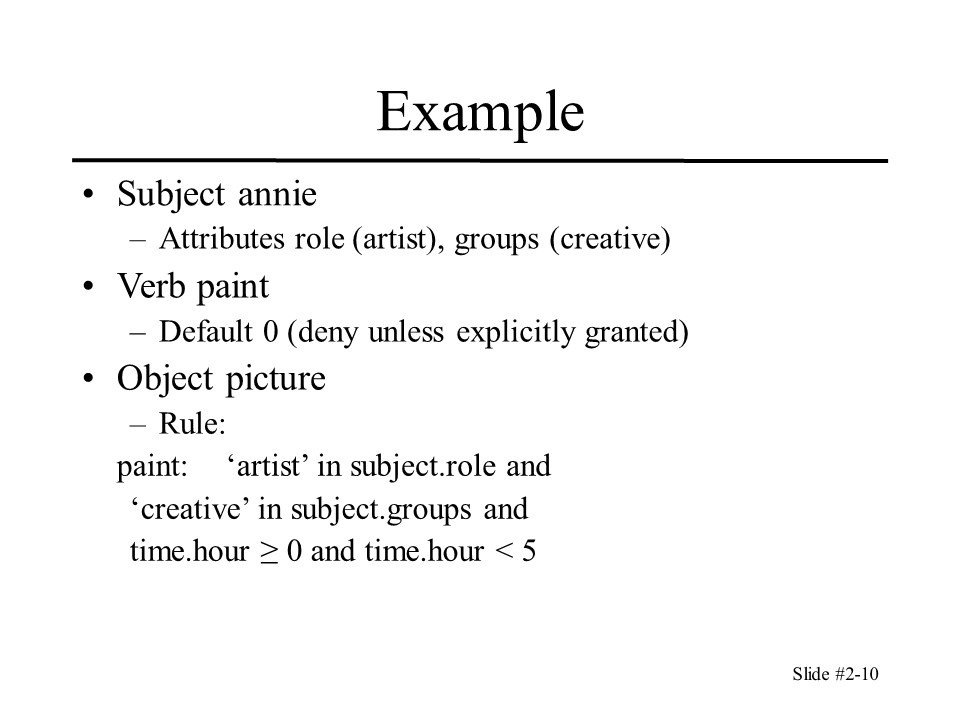 Example
• Subject annie
– Attributes role (artist), groups (creative)
• Verb paint
– Default 0 (deny unless explicitly granted)
• Object picture
– Rule:
paint: ‘artist’ in subject.role and
‘creative’ in subject.groups and
time.hour ≥ 0 and time.hour < 5
Slide #2-10